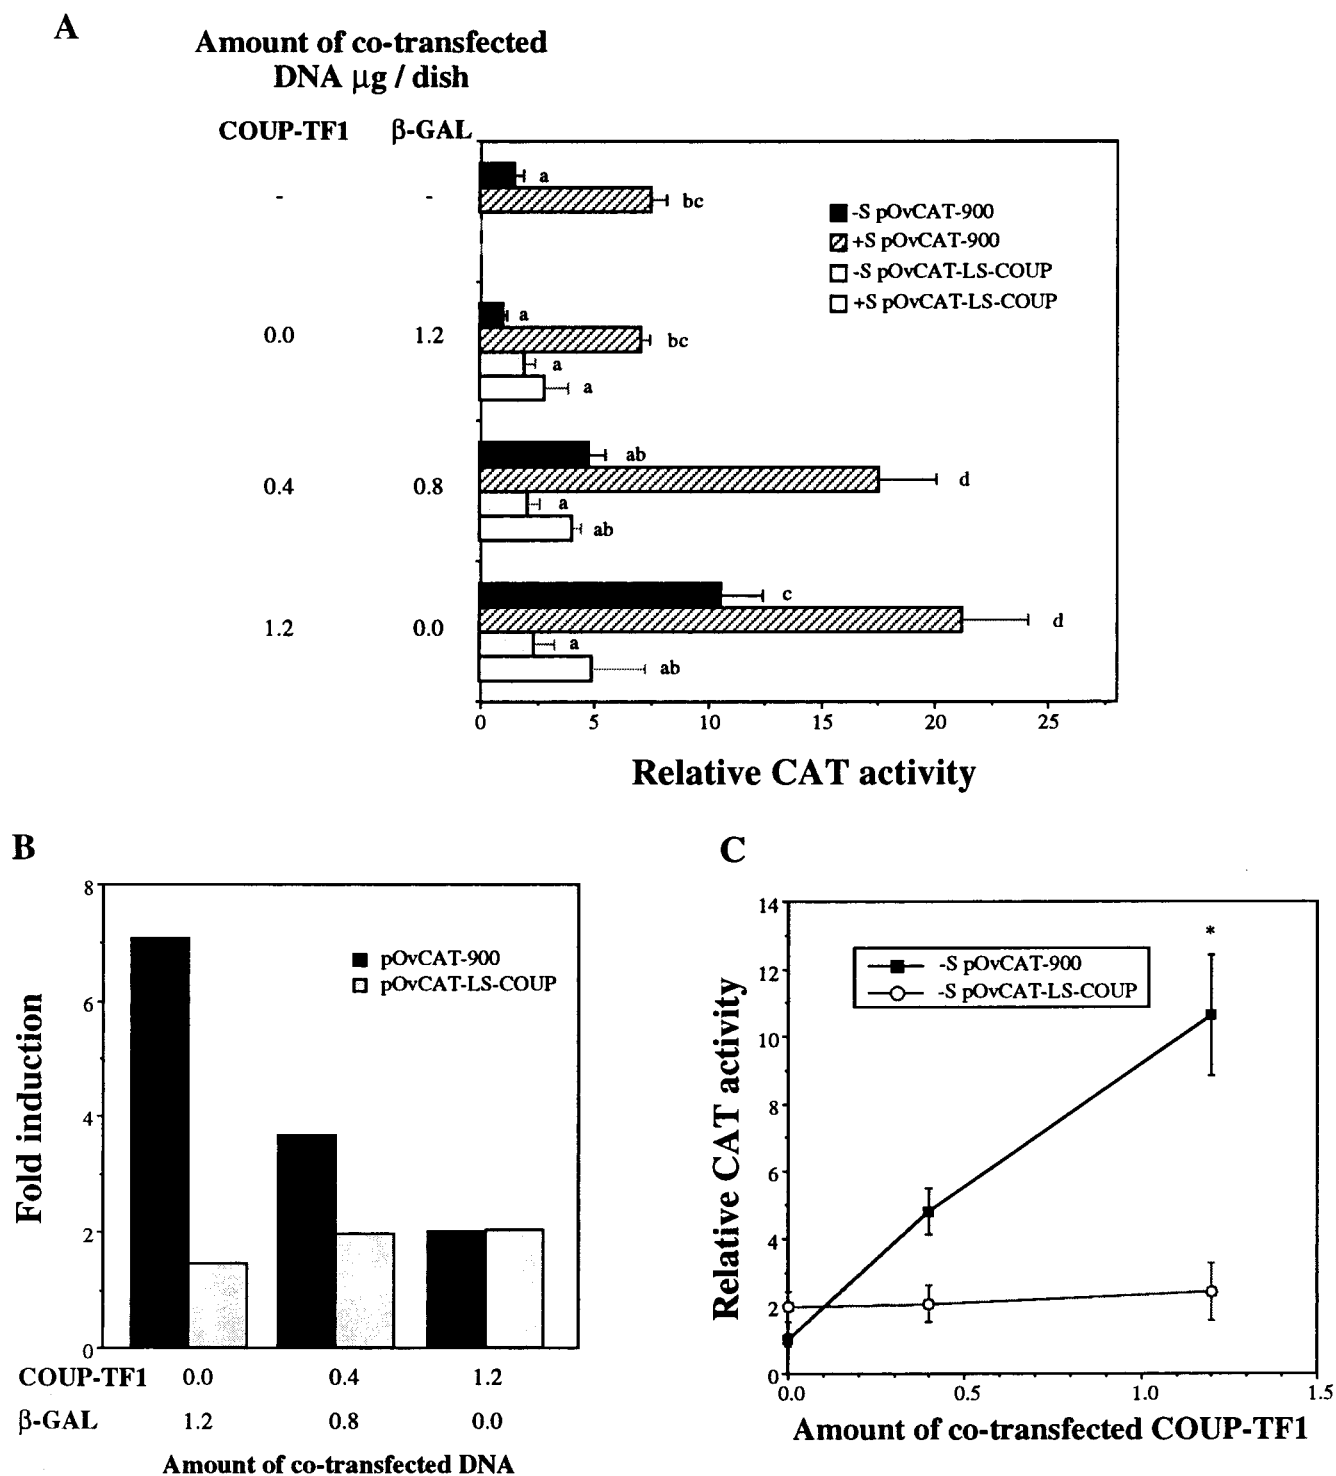 A
Amount of co-transfected
DNA μg / dish
COUP-TF1 β-GAL
- -
0.0 1.2
0.4 0.8
1.2 0.0
a
bc
a
bc
a
a
ab
d
a
ab
c
d
a
ab
-S pOvCAT-900
+S pOvCAT-900
-S pOvCAT-LS-COUP
+S pOvCAT-LS-COUP
0 5 10 15 20 25
Relative CAT activity
B
Fold induction
8
6
4
2
0
pOvCAT-900
pOvCAT-LS-COUP
COUP-TF1 0.0 0.4 1.2
β-GAL 1.2 0.8 0.0
Amount of co-transfected DNA
C
Relative CAT activity
14
12
10
8
6
4
2
0
-S pOvCAT-900
-S pOvCAT-LS-COUP
*
0.0 0.5 1.0 1.5
Amount of co-transfected COUP-TF1